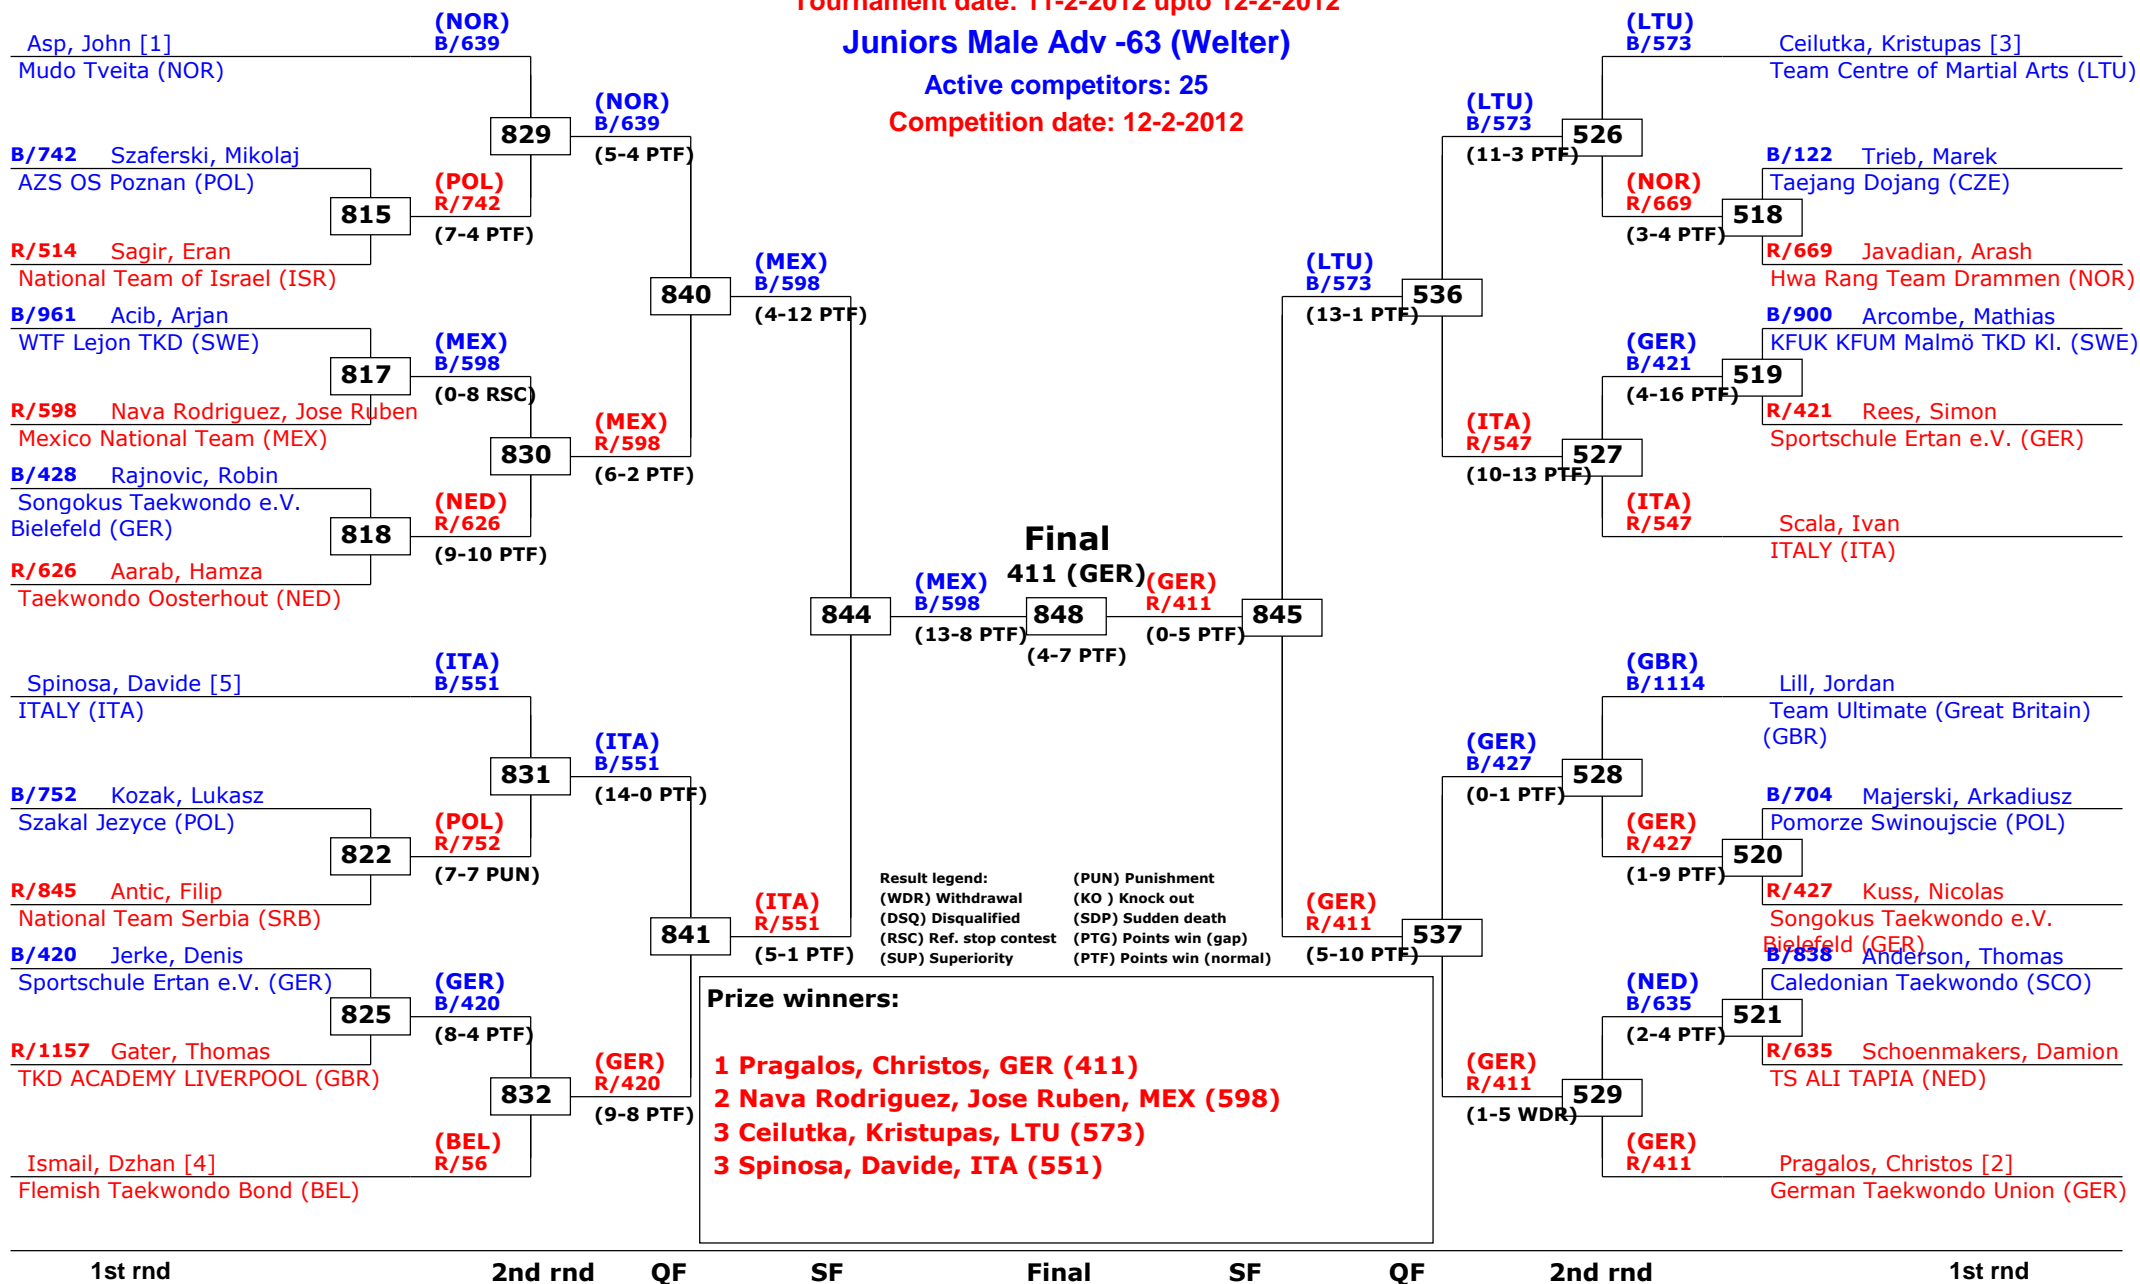 Tournament date: 11-2-2012 upto 12-2-2012
Juniors Male Adv -63 (Welter)
Active competitors: 25
Competition date: 12-2-2012
Asp, John [1]
Mudo Tveita (NOR)
(NOR)
B/639
B/742 Szaferski, Mikolaj
AZS OS Poznan (POL)
815
R/514 Sagir, Eran
National Team of Israel (ISR)
(POL)
R/742
(7-4 PTF)
829
(NOR)
B/639
(5-4 PTF)
B/961 Acib, Arjan
WTF Lejon TKD (SWE)
817
R/598 Nava Rodriguez, Jose Ruben
Mexico National Team (MEX)
(MEX)
B/598
(0-8 RSC)
B/428 Rajnovic, Robin
Songokus Taekwondo e.V.
Bielefeld (GER)
818
R/626 Aarab, Hamza
Taekwondo Oosterhout (NED)
(NED)
R/626
(9-10 PTF)
830
(MEX)
R/598
(6-2 PTF)
840
(MEX)
B/598
(4-12 PTF)
Spinosa, Davide [5]
ITALY (ITA)
(ITA)
B/551
B/752 Kozak, Lukasz
Szakal Jezyce (POL)
822
R/845 Antic, Filip
National Team Serbia (SRB)
(POL)
R/752
(7-7 PUN)
831
(ITA)
B/551
(14-0 PTF)
B/420 Jerke, Denis
Sportschule Ertan e.V. (GER)
825
R/1157 Gater, Thomas
TKD ACADEMY LIVERPOOL (GBR)
(GER)
B/420
(8-4 PTF)
832
(GER)
R/420
(9-8 PTF)
Ismail, Dzhan [4]
Flemish Taekwondo Bond (BEL)
(BEL)
R/56
841
(ITA)
R/551
(5-1 PTF)
844
(MEX)
B/598
(13-8 PTF)
Final
411 (GER)
848
(4-7 PTF)
(GER)
R/411
(0-5 PTF)
845
(LTU)
B/573
(13-1 PTF)
536
(LTU)
B/573
(11-3 PTF)
526
(LTU)
B/573
Ceilutka, Kristupas [3]
Team Centre of Martial Arts (LTU)
(NOR)
R/669
(3-4 PTF)
518
B/122 Trieb, Marek
Taejang Dojang (CZE)
R/669 Javadian, Arash
Hwa Rang Team Drammen (NOR)
(ITA)
R/547
(10-13 PTF)
527
(GER)
B/421
(4-16 PTF)
519
B/900 Arcombe, Mathias
KFUK KFUM Malmö TKD Kl. (SWE)
R/421 Rees, Simon
Sportschule Ertan e.V. (GER)
(ITA)
R/547
Scala, Ivan
ITALY (ITA)
(GER)
R/411
(5-10 PTF)
537
(GER)
B/427
(0-1 PTF)
528
(GBR)
B/1114
Lill, Jordan
Team Ultimate (Great Britain)
(GBR)
(GER)
R/427
(1-9 PTF)
520
B/704 Majerski, Arkadiusz
Pomorze Swinoujscie (POL)
R/427 Kuss, Nicolas
Songokus Taekwondo e.V.
Bielefeld (GER)
(GER)
R/411
(1-5 WDR)
529
(NED)
B/635
(2-4 PTF)
521
B/838 Anderson, Thomas
Caledonian Taekwondo (SCO)
R/635 Schoenmakers, Damion
TS ALI TAPIA (NED)
(GER)
R/411
Pragalos, Christos [2]
German Taekwondo Union (GER)
Result legend: (PUN) Punishment
(WDR) Withdrawal (KO ) Knock out
(DSQ) Disqualified (SDP) Sudden death
(RSC) Ref. stop contest (PTG) Points win (gap)
(SUP) Superiority (PTF) Points win (normal)
Prize winners:
1 Pragalos, Christos, GER (411)
2 Nava Rodriguez, Jose Ruben, MEX (598)
3 Ceilutka, Kristupas, LTU (573)
3 Spinosa, Davide, ITA (551)
1st rnd 2nd rnd QF SF Final SF QF 2nd rnd 1st rnd